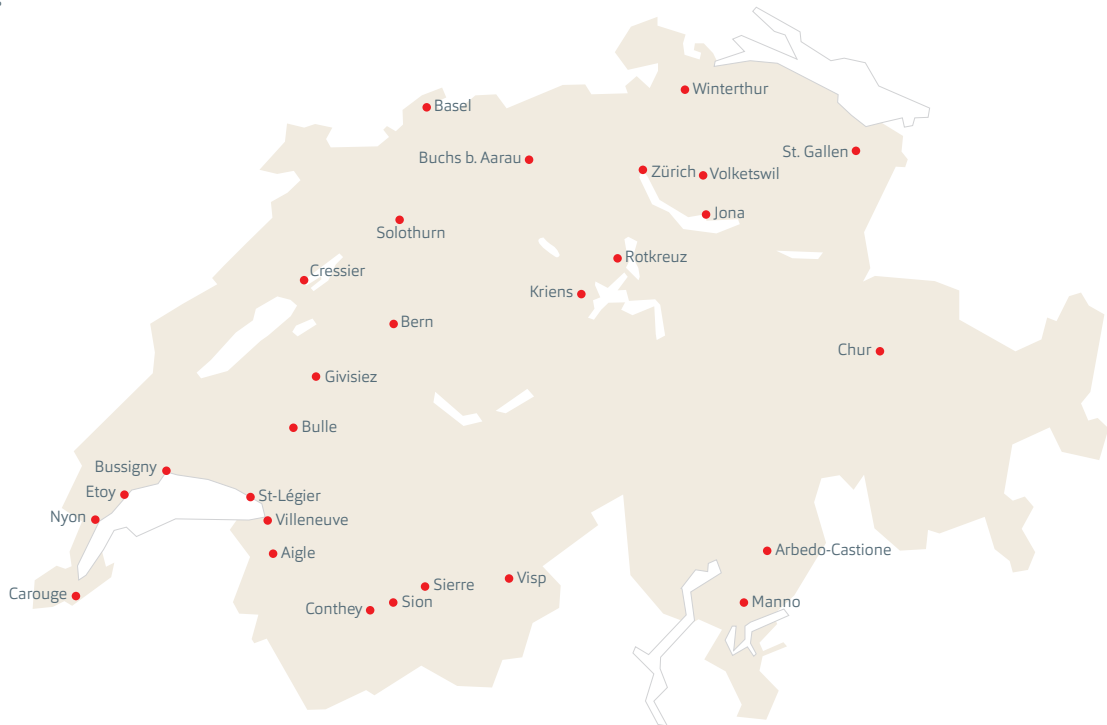 Winterthur
Basel
St. Gallen
Buchs b. Aarau
Zürich
Volketswil
Jona
Solothurn
Rotkreuz
Cressier
Kriens
Bern
Chur
Givisiez
Bulle
Bussigny
Etoy
St-Légier
Nyon
Villeneuve
Arbedo-Castione
Aigle
Visp
Sierre
Carouge
Sion
Manno
Conthey